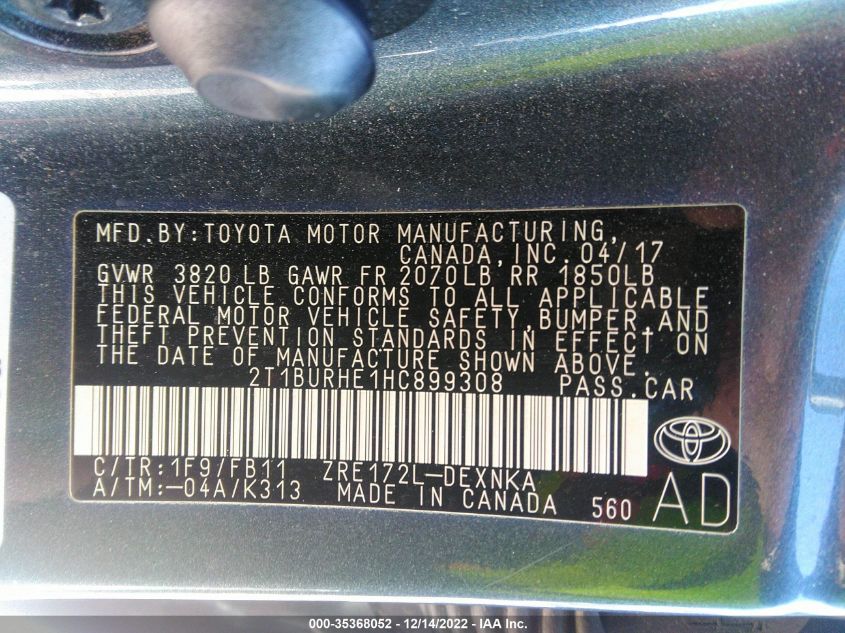 MFD.BY:TOYOTA MOTOR MANUFACTURING,
CANADA,INC.04/17
GVWR 3820LB GAWR FR 2070LB RR 1850LB
THIS VEHICLE CONFORMS TO ALL APPLICABLE
FEDERAL MOTOR VEHICLE SAFETY,BUMPER,AND
THEFT PREVENTION STANDARDS IN EFFECT ON
THE DATE OF MANUFACTURE SHOWN ABOVE.
2T1BURHE1HC899308 PASS.CAR
C/TR:1F9/FB11 ZRE172L-DEXNKA
A/TM:-04A/K313 MADE IN CANADA 560 AD
000-35368052 - 12/14/2022 - IAA Inc.